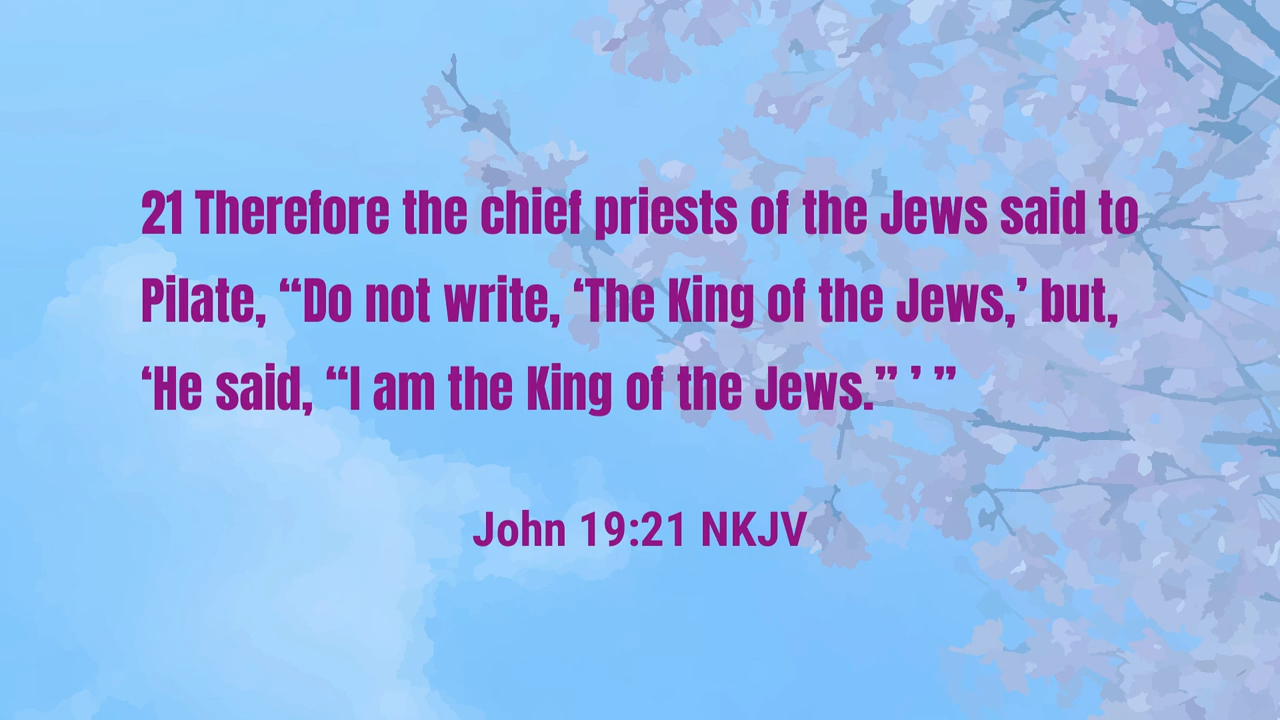 21 Therefore the chief priests of the Jews said to
Pilate, “Do not write, ‘The King of the Jews,’ but,
‘He said, “I am the King of the Jews.” ’ ”
John 19:21 NKJV